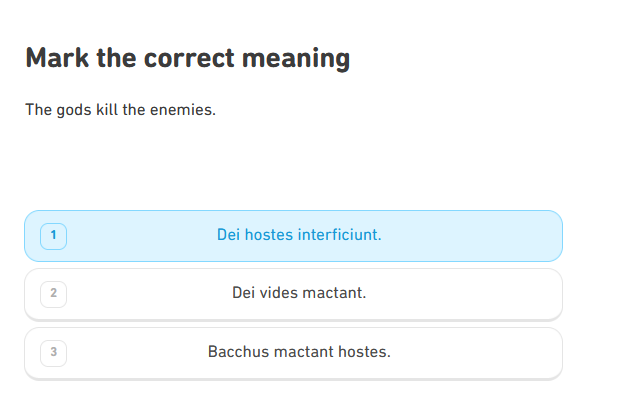 Mark the correct meaning
The gods kill the enemies.
1 Dei hostes interficiunt.
2 Dei vides mactant.
3 Bacchus mactant hostes.